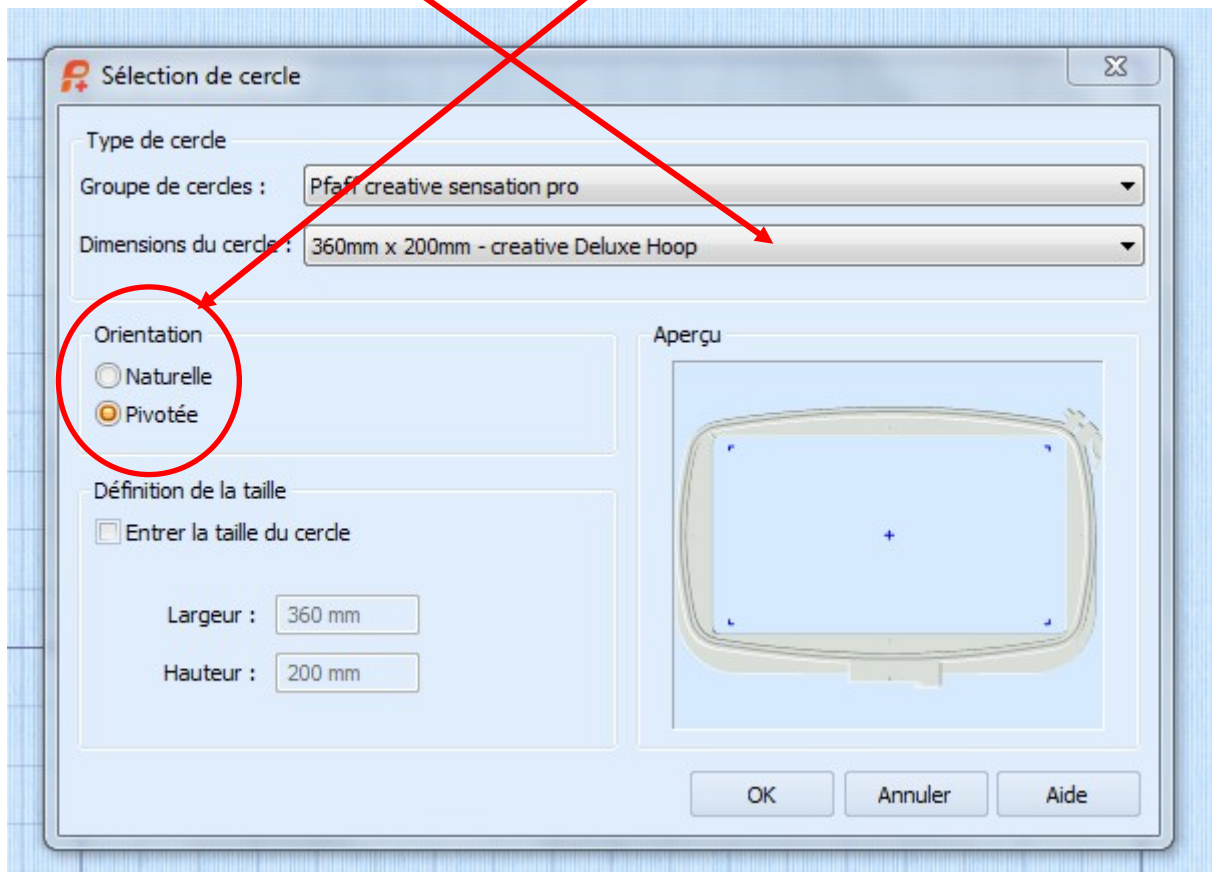 Sélection de cercle
Type de cercle
Groupe de cercles : Pfaff creative sensation pro
Dimensions du cercle : 360mm x 200mm - creative Deluxe Hoop
Orientation
Naturelle
Pivotée
Aperçu
Définition de la taille
Entrer la taille du cercle
Largeur : 360 mm
Hauteur : 200 mm
OK Annuler Aide